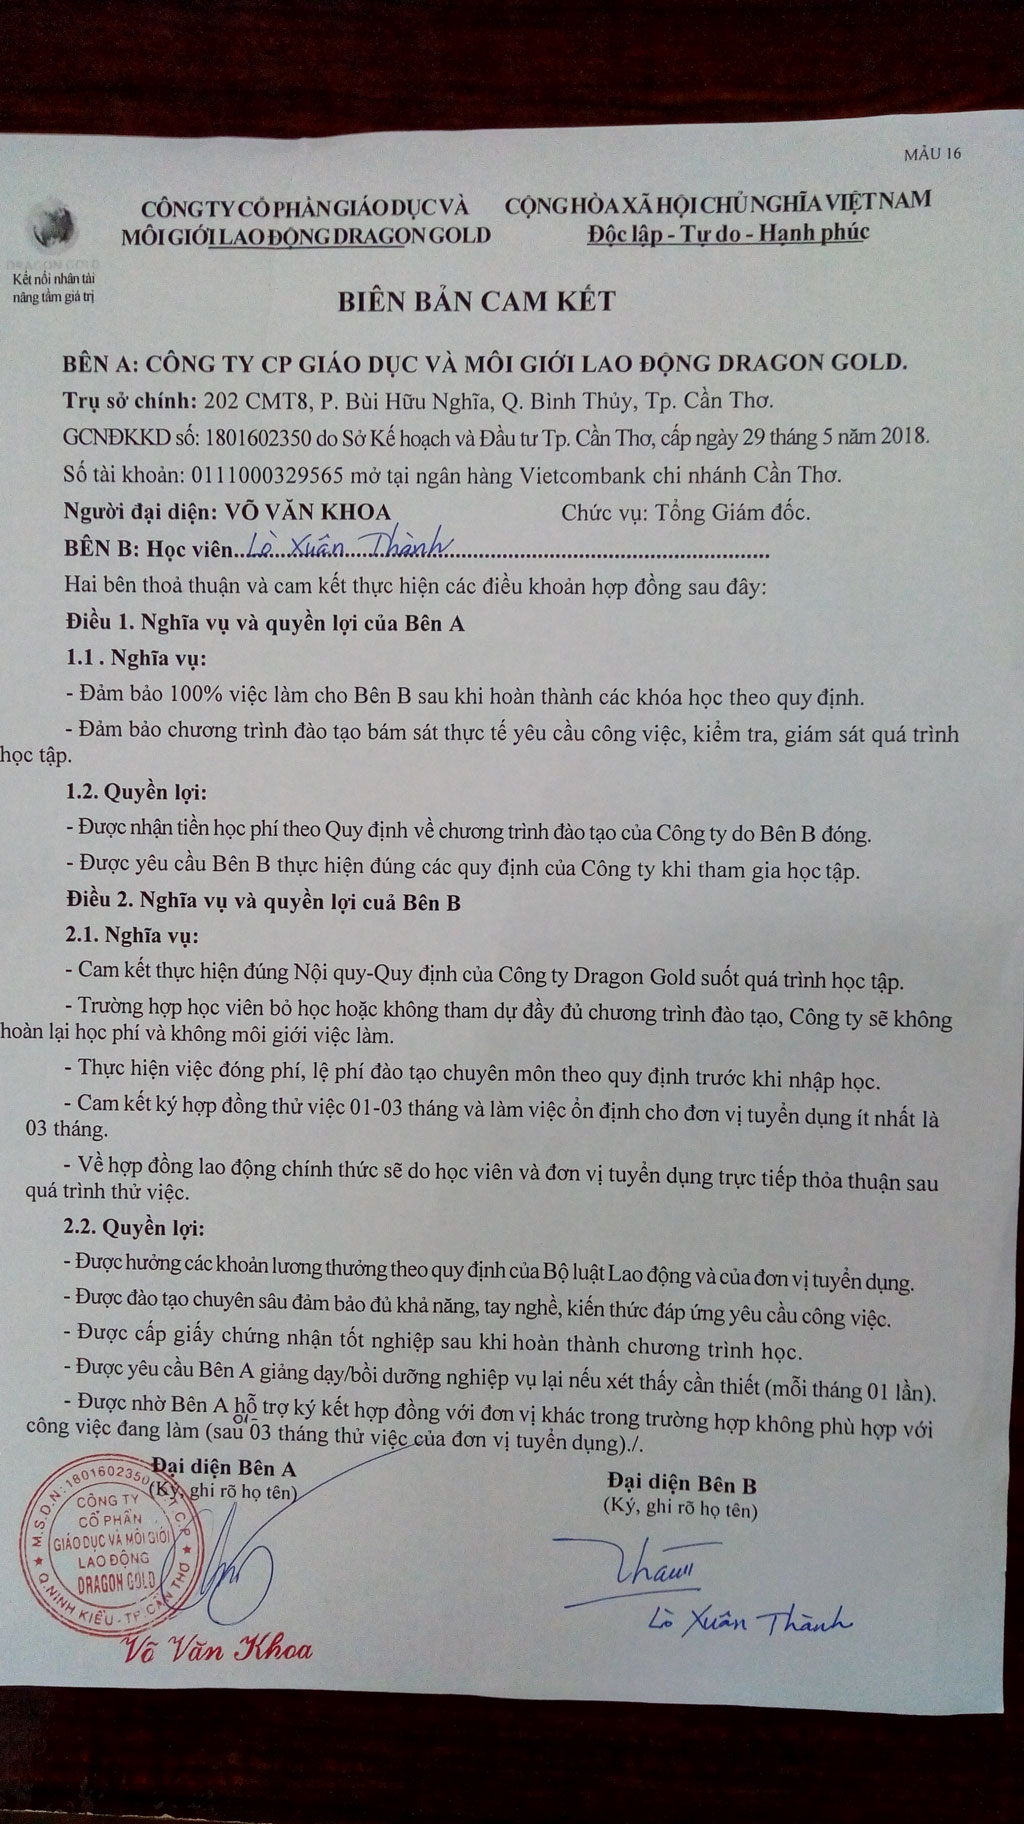 MẪU 16
CÔNG TY CỔ PHẦN GIÁO DỤC VÀ
MÔI GIỚI LAO ĐỘNG DRAGON GOLD
CỘNG HÒA XÃ HỘI CHỦ NGHĨA VIỆT NAM
Độc lập - Tự do - Hạnh phúc
DRAGON GOLD
Kết nối nhân tài
nâng tầm giá trị
BIÊN BẢN CAM KẾT
BÊN A: CÔNG TY CP GIÁO DỤC VÀ MÔI GIỚI LAO ĐỘNG DRAGON GOLD.
Trụ sở chính: 202 CMT8, P. Bùi Hữu Nghĩa, Q. Bình Thủy, Tp. Cần Thơ.
GCNĐKKD số: 1801602350 do Sở Kế hoạch và Đầu tư Tp. Cần Thơ, cấp ngày 29 tháng 5 năm 2018.
Số tài khoản: 0111000329565 mở tại ngân hàng Vietcombank chi nhánh Cần Thơ.
Người đại diện: VÕ VĂN KHOA Chức vụ: Tổng Giám đốc.
BÊN B: Học viên..Lò Xuân Thành................................................
Hai bên thoả thuận và cam kết thực hiện các điều khoản hợp đồng sau đây:
Điều 1. Nghĩa vụ và quyền lợi của Bên A
1.1 . Nghĩa vụ:
- Đảm bảo 100% việc làm cho Bên B sau khi hoàn thành các khóa học theo quy định.
- Đảm bảo chương trình đào tạo bám sát thực tế yêu cầu công việc, kiểm tra, giám sát quá trình
học tập.
1.2. Quyền lợi:
- Được nhận tiền học phí theo Quy định về chương trình đào tạo của Công ty do Bên B đóng.
- Được yêu cầu Bên B thực hiện đúng các quy định của Công ty khi tham gia học tập.
Điều 2. Nghĩa vụ và quyền lợi cuả Bên B
2.1. Nghĩa vụ:
- Cam kết thực hiện đúng Nội quy-Quy định của Công ty Dragon Gold suốt quá trình học tập.
- Trường hợp học viên bỏ học hoặc không tham dự đầy đủ chương trình đào tạo, Công ty sẽ không
hoàn lại học phí và không môi giới việc làm.
- Thực hiện việc đóng phí, lệ phí đào tạo chuyên môn theo quy định trước khi nhập học.
- Cam kết ký hợp đồng thử việc 01-03 tháng và làm việc ổn định cho đơn vị tuyển dụng ít nhất là
03 tháng.
- Về hợp đồng lao động chính thức sẽ do học viên và đơn vị tuyển dụng trực tiếp thỏa thuận sau
quá trình thử việc.
2.2. Quyền lợi:
- Được hưởng các khoản lương thưởng theo quy định của Bộ luật Lao động và của đơn vị tuyển dụng.
- Được đào tạo chuyên sâu đảm bảo đủ khả năng, tay nghề, kiến thức đáp ứng yêu cầu công việc.
- Được cấp giấy chứng nhận tốt nghiệp sau khi hoàn thành chương trình học.
- Được yêu cầu Bên A giảng dạy/bồi dưỡng nghiệp vụ lại nếu xét thấy cần thiết (mỗi tháng 01 lần).
- Được nhờ Bên A hỗ trợ ký kết hợp đồng với đơn vị khác trong trường hợp không phù hợp với
công việc đang làm (sau 01- 03 tháng thử việc của đơn vị tuyển dụng)./.
Đại diện Bên A
(Ký, ghi rõ họ tên)
Đại diện Bên B
(Ký, ghi rõ họ tên)
M.S.D.N:1801602350 - C.T.C.P
CÔNG TY
CỔ PHẦN
GIÁO DỤC VÀ MÔI GIỚI
LAO ĐỘNG
DRAGON GOLD
Q.NINH KIỀU - TP. CẦN THƠ
Võ Văn Khoa
Thành
Lò Xuân Thành